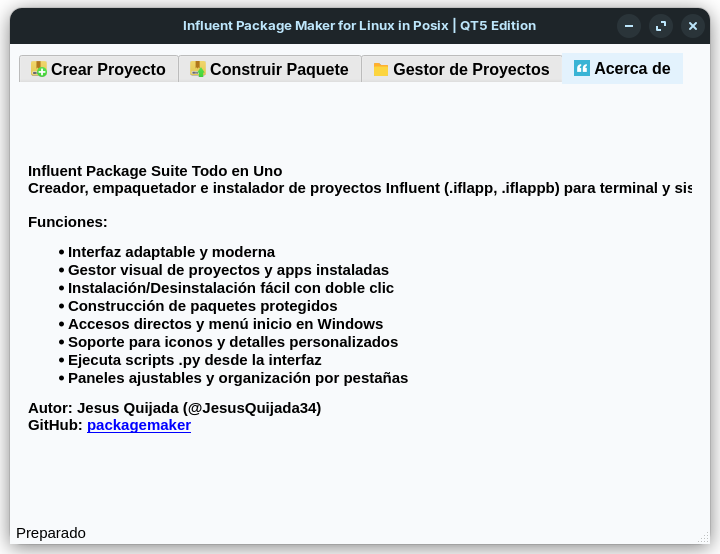 Influent Package Maker for Linux in Posix | QT5 Edition
Crear Proyecto
Construir Paquete
Gestor de Proyectos
Acerca de
Influent Package Suite Todo en Uno
Creador, empaquetador e instalador de proyectos Influent (.iflapp, .iflappb) para terminal y sis
Funciones:
• Interfaz adaptable y moderna
• Gestor visual de proyectos y apps instaladas
• Instalación/Desinstalación fácil con doble clic
• Construcción de paquetes protegidos
• Accesos directos y menú inicio en Windows
• Soporte para iconos y detalles personalizados
• Ejecuta scripts .py desde la interfaz
• Paneles ajustables y organización por pestañas
Autor: Jesus Quijada (@JesusQuijada34)
GitHub: packagemaker
Preparado